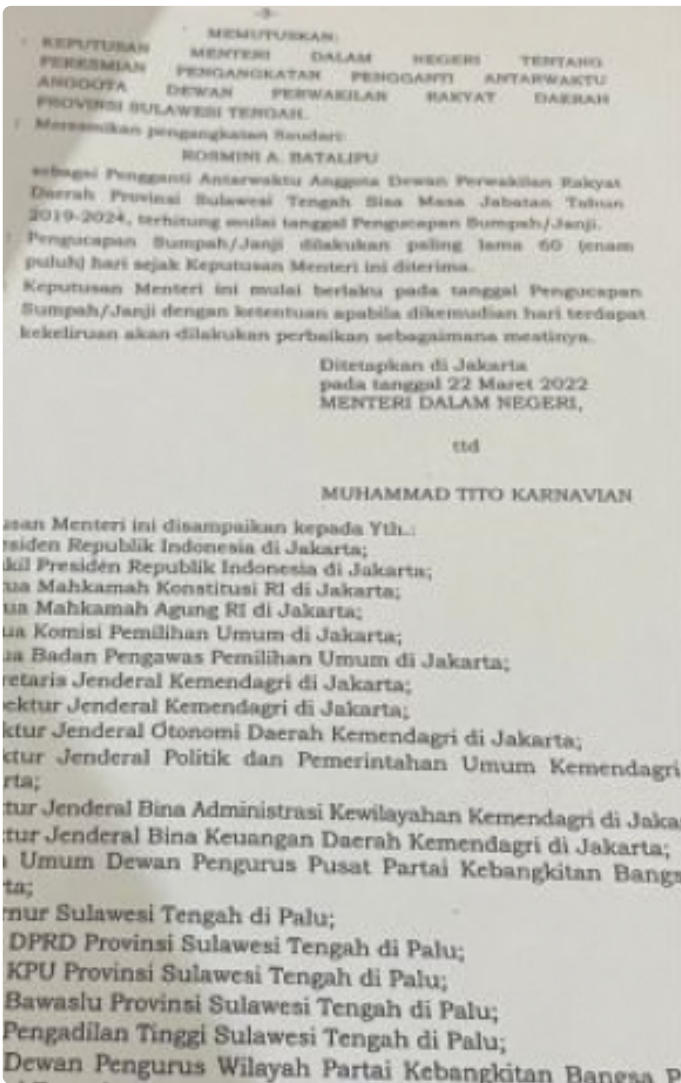 -3-
MEMUTUSKAN:
: KEPUTUSAN MENTERI DALAM NEGERI TENTANG
PERESMIAN PENGANGKATAN PENGGANTI ANTARWAKTU
ANGGOTA DEWAN PERWAKILAN RAKYAT DAERAH
PROVINSI SULAWESI TENGAH.
: Meresmikan pengangkatan Saudari:
ROSMINI A. BATALIPU
sebagai Pengganti Antarwaktu Anggota Dewan Perwakilan Rakyat
Daerah Provinsi Sulawesi Tengah Sisa Masa Jabatan Tahun
2019-2024, terhitung mulai tanggal Pengucapan Sumpah/Janji.
: Pengucapan Sumpah/Janji dilakukan paling lama 60 (enam
puluh) hari sejak Keputusan Menteri ini diterima.
Keputusan Menteri ini mulai berlaku pada tanggal Pengucapan
Sumpah/Janji dengan ketentuan apabila dikemudian hari terdapat
kekeliruan akan dilakukan perbaikan sebagaimana mestinya.
Ditetapkan di Jakarta
pada tanggal 22 Maret 2022
MENTERI DALAM NEGERI,
ttd
MUHAMMAD TITO KARNAVIAN
usan Menteri ini disampaikan kepada Yth.:
esiden Republik Indonesia di Jakarta;
kil Presiden Republik Indonesia di Jakarta;
tua Mahkamah Konstitusi RI di Jakarta;
ua Mahkamah Agung RI di Jakarta;
ua Komisi Pemilihan Umum di Jakarta;
ua Badan Pengawas Pemilihan Umum di Jakarta;
retaris Jenderal Kemendagri di Jakarta;
ektur Jenderal Kemendagri di Jakarta;
ktur Jenderal Otonomi Daerah Kemendagri di Jakarta;
ktur Jenderal Politik dan Pemerintahan Umum Kemendagri
rta;
tur Jenderal Bina Administrasi Kewilayahan Kemendagri di Jaka
tur Jenderal Bina Keuangan Daerah Kemendagri di Jakarta;
Umum Dewan Pengurus Pusat Partai Kebangkitan Bangs
ta;
rnur Sulawesi Tengah di Palu;
DPRD Provinsi Sulawesi Tengah di Palu;
KPU Provinsi Sulawesi Tengah di Palu;
Bawaslu Provinsi Sulawesi Tengah di Palu;
Pengadilan Tinggi Sulawesi Tengah di Palu;
Dewan Pengurus Wilayah Partai Kebangkitan Bangsa P